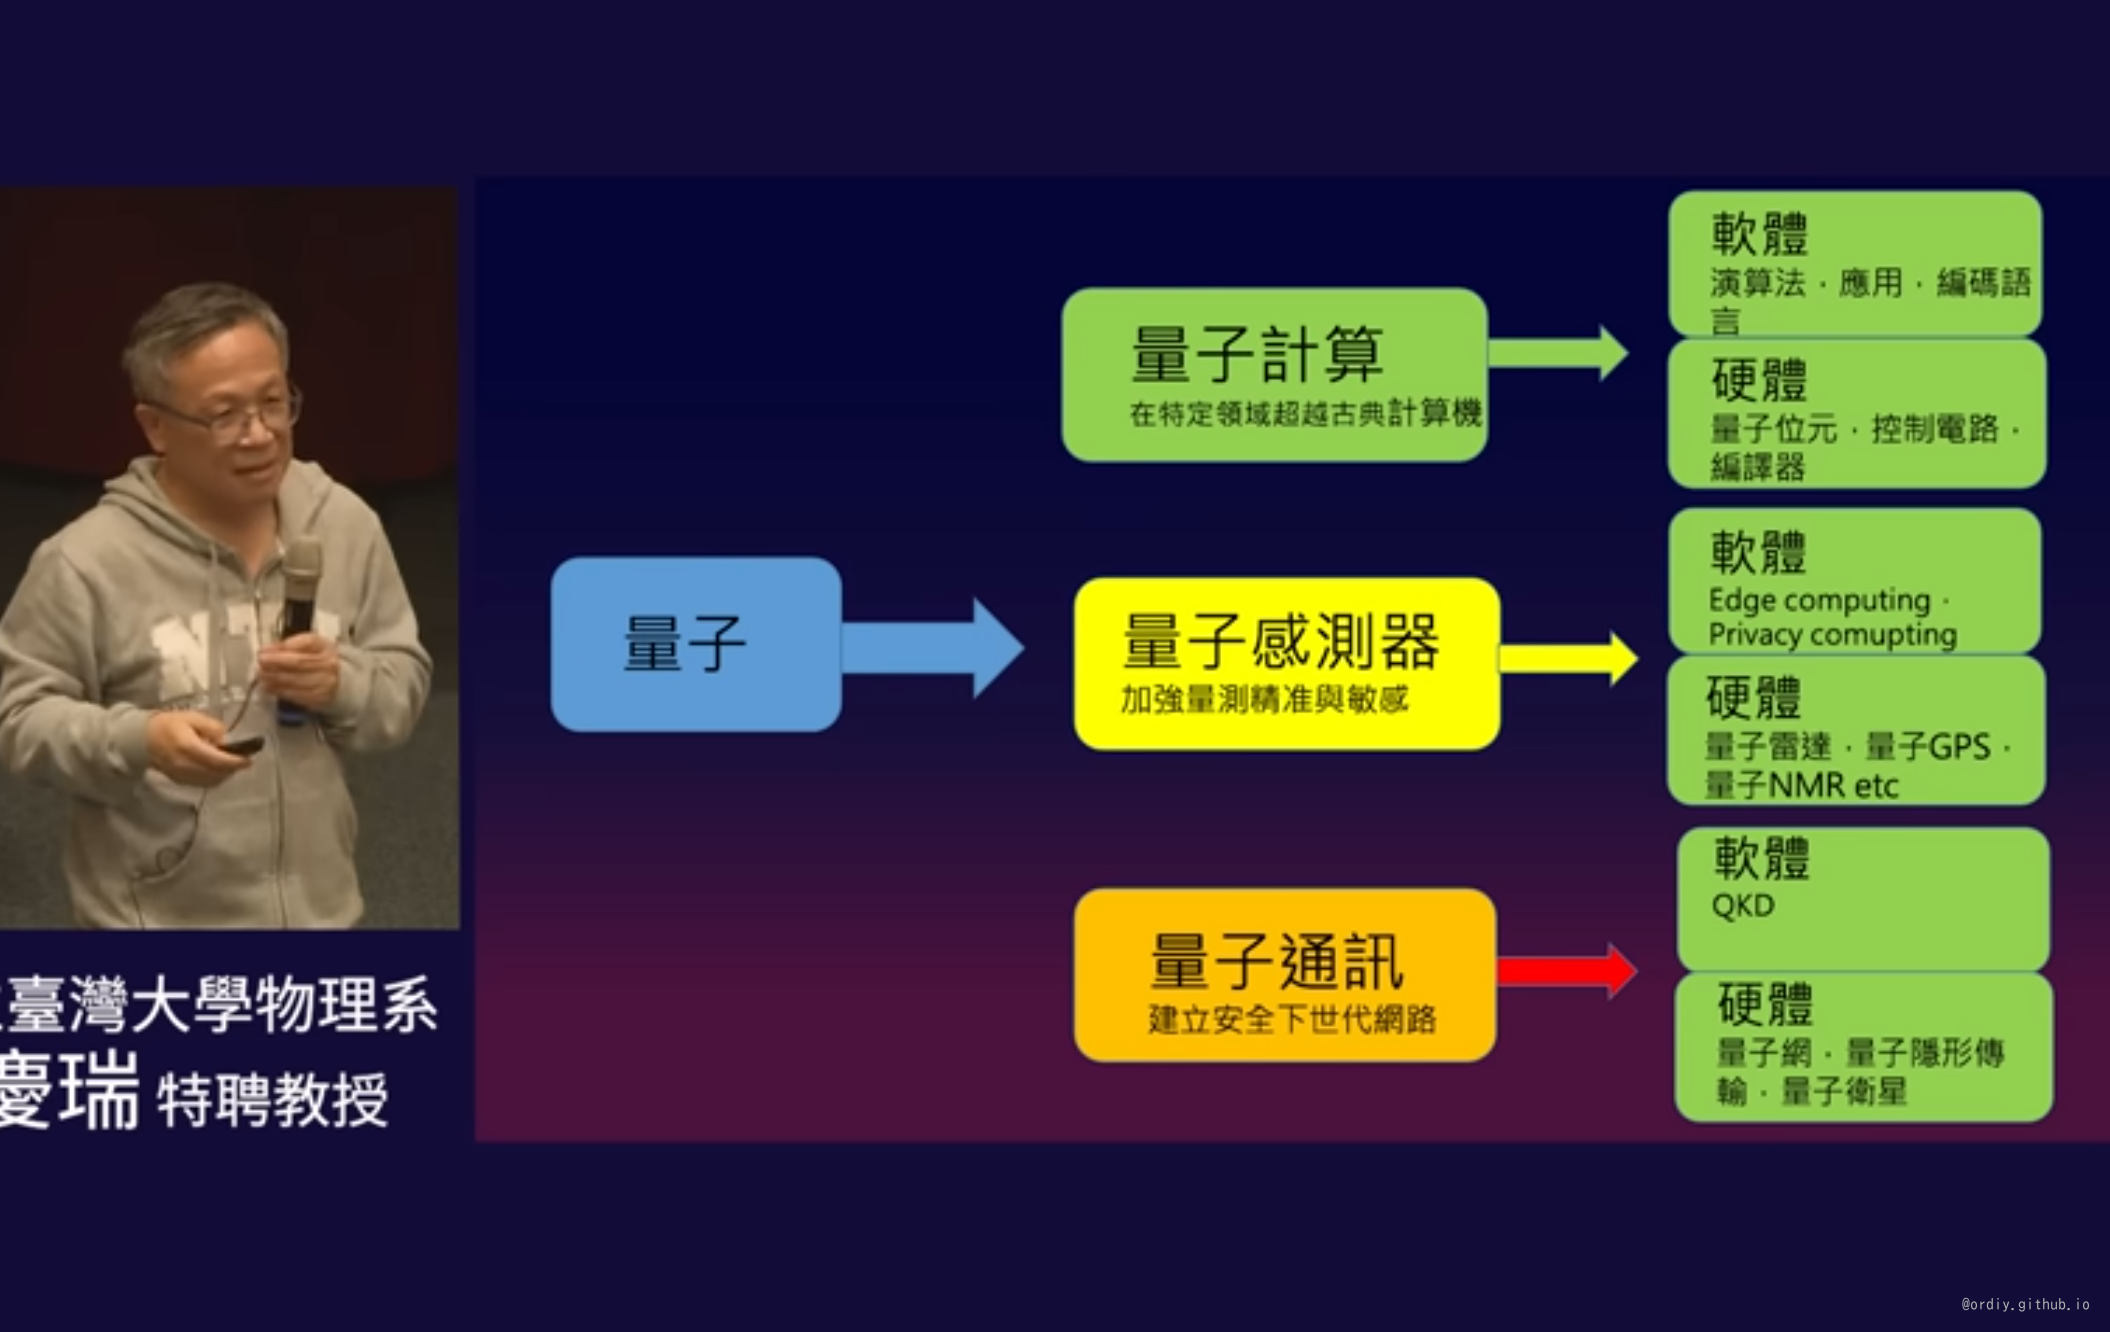 軟體
演算法．應用．編碼語
言
量子計算
在特定領域超越古典計算機
硬體
量子位元．控制電路．
編譯器
量子
量子感測器
加強量測精准與敏感
軟體
Edge computing．
Privacy comupting
硬體
量子雷達．量子GPS．
量子NMR etc
量子通訊
建立安全下世代網路
軟體
QKD
硬體
量子網．量子隱形傳
輸．量子衛星
臺灣大學物理系
慶瑞 特聘教授
@ordiy.github.io